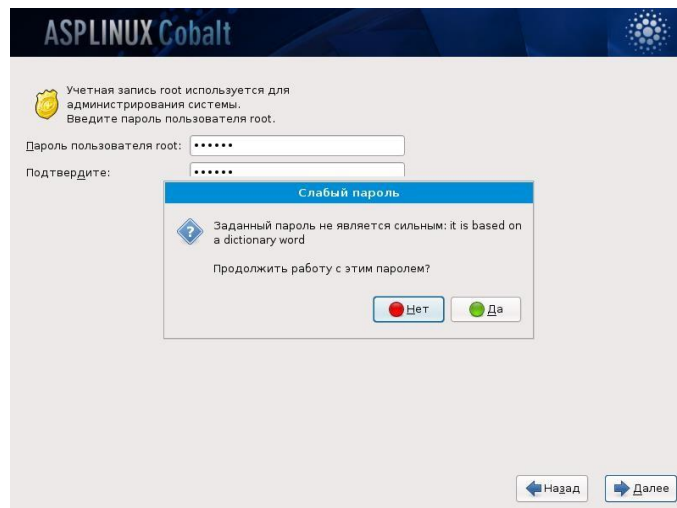 ASPLINUX Cobalt
Учетная запись root используется для
администрирования системы.
Введите пароль пользователя root.
Пароль пользователя root: ••••••
Подтвердите: ••••••
Слабый пароль
Заданный пароль не является сильным: it is based on
a dictionary word
Продолжить работу с этим паролем?
Нет Да
Назад Далее